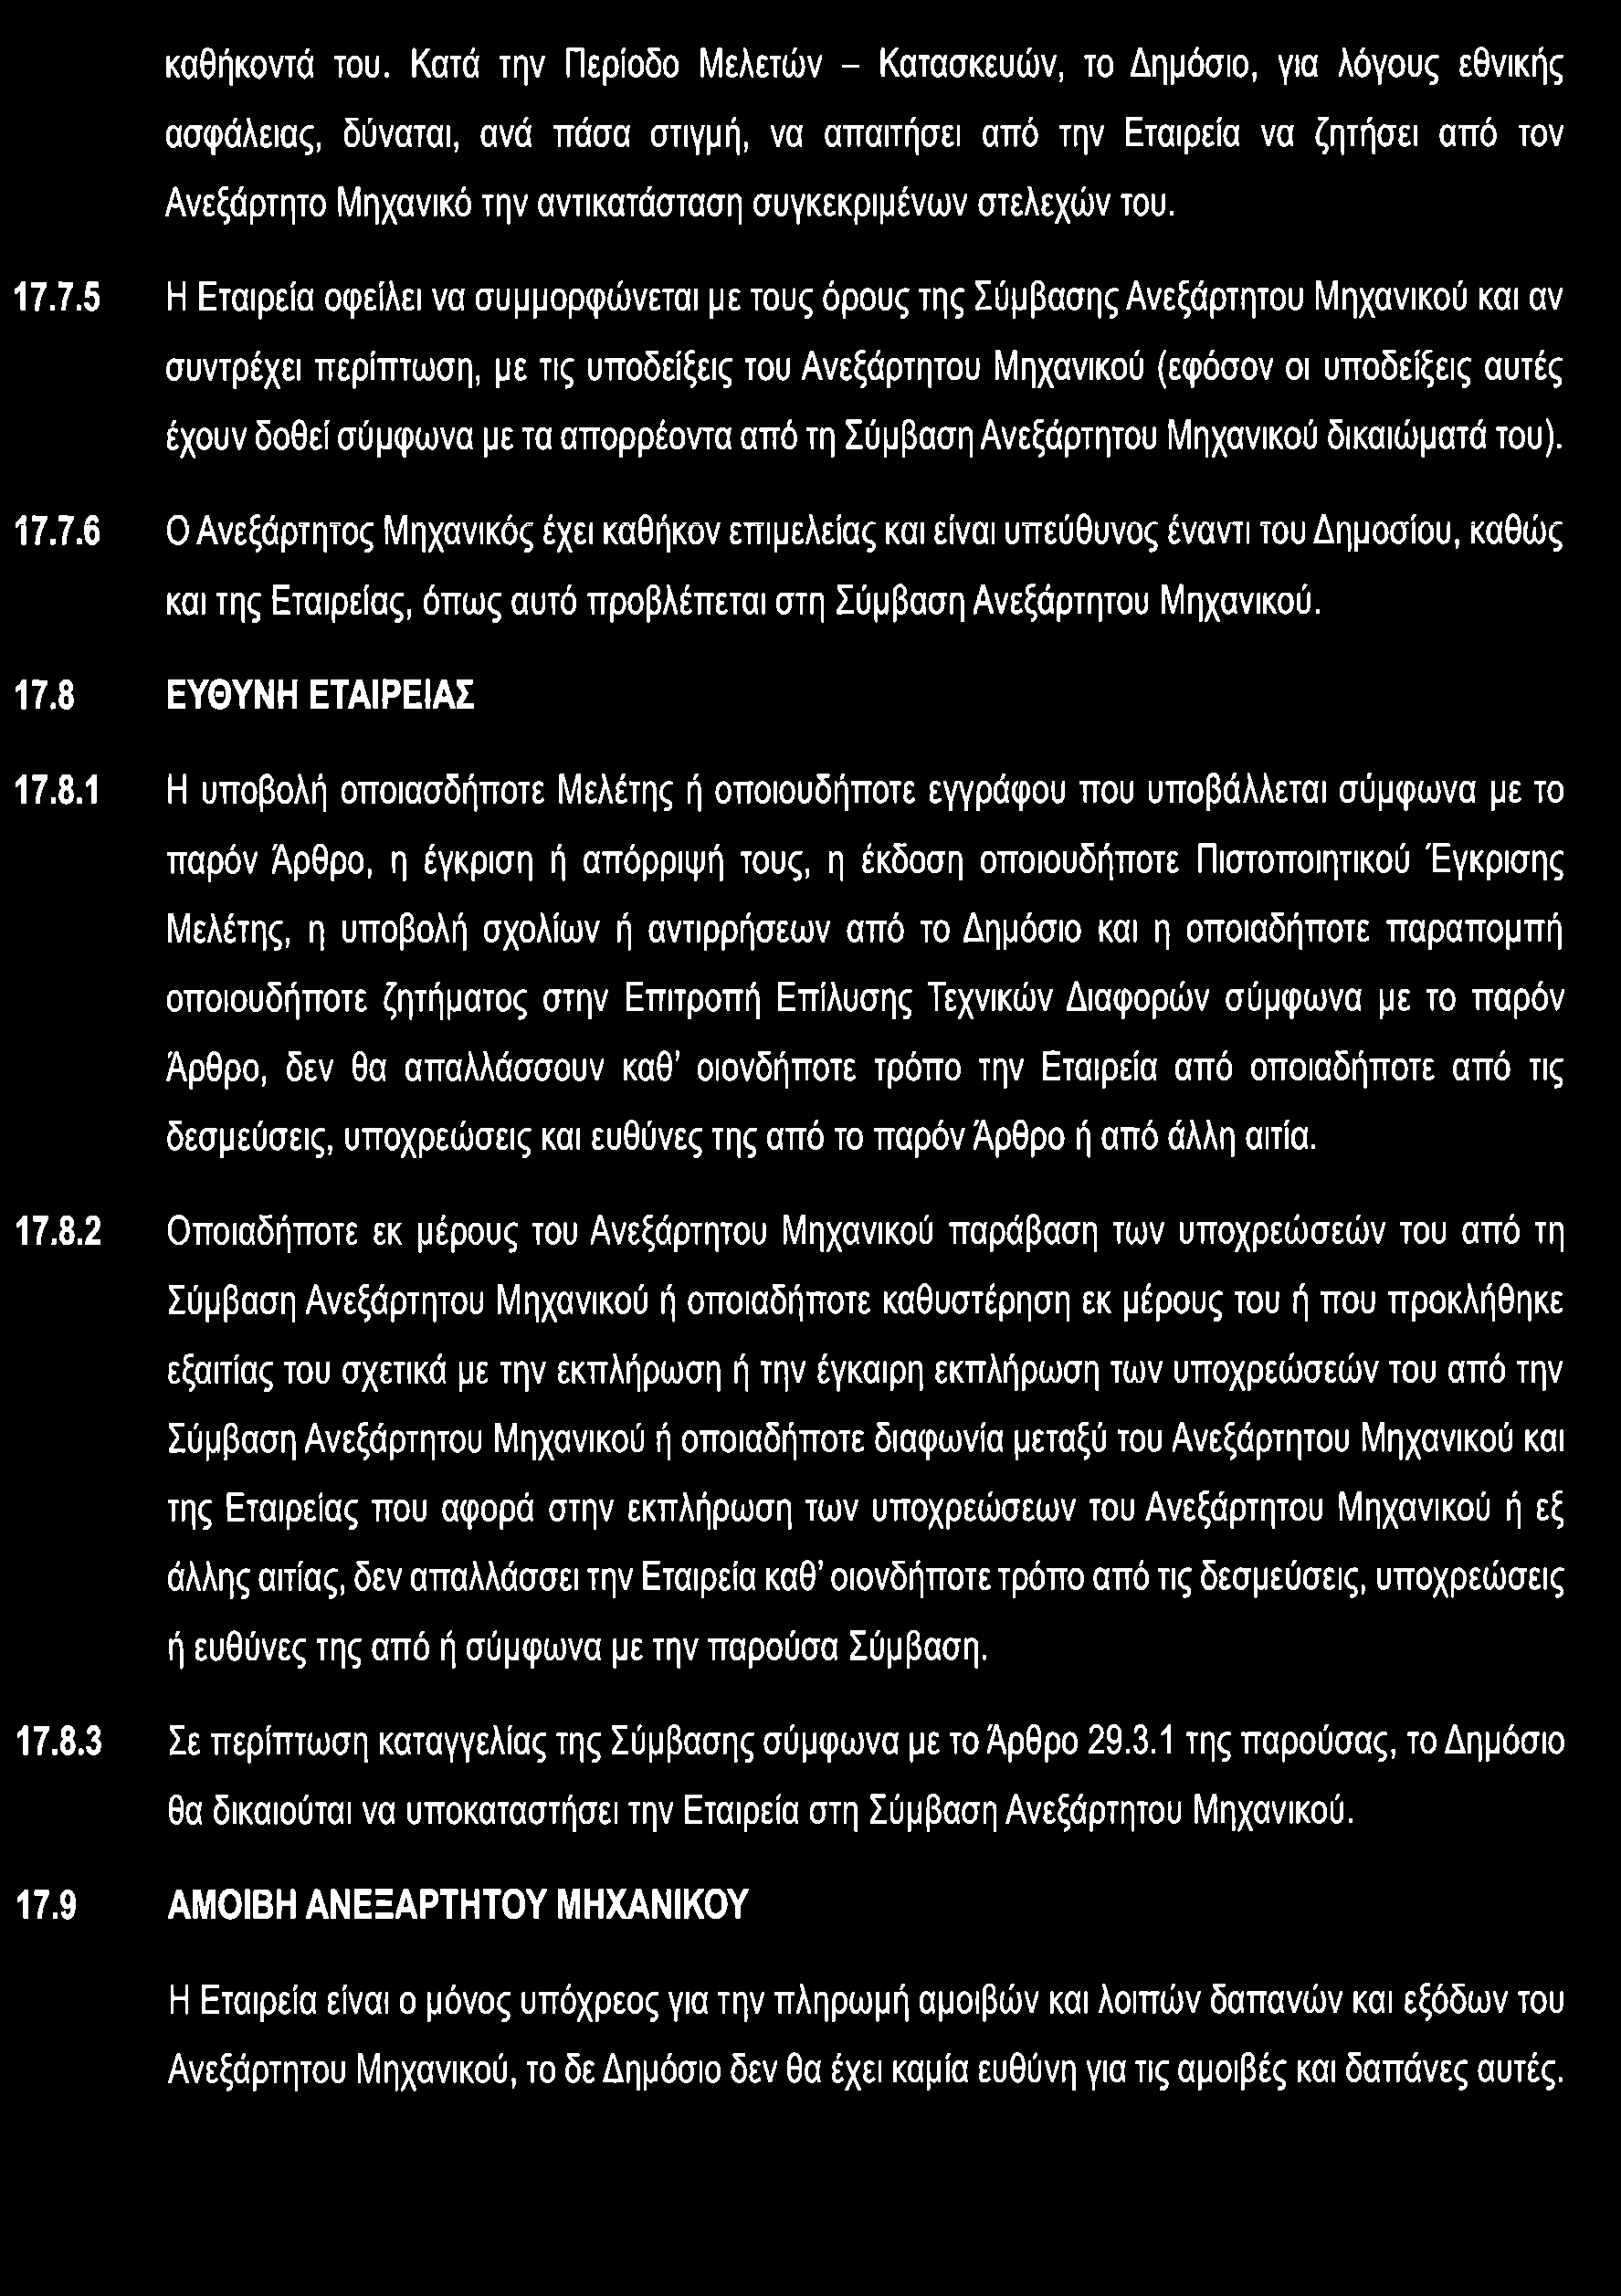 καθήκοντά του. Κατά την Περίοδο Μελετών – Κατασκευών, το Δημόσιο, για λόγους εθνικής
ασφάλειας, δύναται, ανά πάσα στιγμή, να απαιτήσει από την Εταιρεία να ζητήσει από τον
Ανεξάρτητο Μηχανικό την αντικατάσταση συγκεκριμένων στελεχών του.
17.7.5 Η Εταιρεία οφείλει να συμμορφώνεται με τους όρους της Σύμβασης Ανεξάρτητου Μηχανικού και αν
συντρέχει περίπτωση, με τις υποδείξεις του Ανεξάρτητου Μηχανικού (εφόσον οι υποδείξεις αυτές
έχουν δοθεί σύμφωνα με τα απορρέοντα από τη Σύμβαση Ανεξάρτητου Μηχανικού δικαιώματά του).
17.7.6 Ο Ανεξάρτητος Μηχανικός έχει καθήκον επιμελείας και είναι υπεύθυνος έναντι του Δημοσίου, καθώς
και της Εταιρείας, όπως αυτό προβλέπεται στη Σύμβαση Ανεξάρτητου Μηχανικού.
17.8 ΕΥΘΥΝΗ ΕΤΑΙΡΕΙΑΣ
17.8.1 Η υποβολή οποιασδήποτε Μελέτης ή οποιουδήποτε εγγράφου που υποβάλλεται σύμφωνα με το
παρόν Άρθρο, η έγκριση ή απόρριψή τους, η έκδοση οποιουδήποτε Πιστοποιητικού Έγκρισης
Μελέτης, η υποβολή σχολίων ή αντιρρήσεων από το Δημόσιο και η οποιαδήποτε παραπομπή
οποιουδήποτε ζητήματος στην Επιτροπή Επίλυσης Τεχνικών Διαφορών σύμφωνα με το παρόν
Άρθρο, δεν θα απαλλάσσουν καθ’ οιονδήποτε τρόπο την Εταιρεία από οποιαδήποτε από τις
δεσμεύσεις, υποχρεώσεις και ευθύνες της από το παρόν Άρθρο ή από άλλη αιτία.
17.8.2 Οποιαδήποτε εκ μέρους του Ανεξάρτητου Μηχανικού παράβαση των υποχρεώσεών του από τη
Σύμβαση Ανεξάρτητου Μηχανικού ή οποιαδήποτε καθυστέρηση εκ μέρους του ή που προκλήθηκε
εξαιτίας του σχετικά με την εκπλήρωση ή την έγκαιρη εκπλήρωση των υποχρεώσεών του από την
Σύμβαση Ανεξάρτητου Μηχανικού ή οποιαδήποτε διαφωνία μεταξύ του Ανεξάρτητου Μηχανικού και
της Εταιρείας που αφορά στην εκπλήρωση των υποχρεώσεων του Ανεξάρτητου Μηχανικού ή εξ
άλλης αιτίας, δεν απαλλάσσει την Εταιρεία καθ’ οιονδήποτε τρόπο από τις δεσμεύσεις, υποχρεώσεις
ή ευθύνες της από ή σύμφωνα με την παρούσα Σύμβαση.
17.8.3 Σε περίπτωση καταγγελίας της Σύμβασης σύμφωνα με το Άρθρο 29.3.1 της παρούσας, το Δημόσιο
θα δικαιούται να υποκαταστήσει την Εταιρεία στη Σύμβαση Ανεξάρτητου Μηχανικού.
17.9 ΑΜΟΙΒΗ ΑΝΕΞΑΡΤΗΤΟΥ ΜΗΧΑΝΙΚΟΥ
Η Εταιρεία είναι ο μόνος υπόχρεος για την πληρωμή αμοιβών και λοιπών δαπανών και εξόδων του
Ανεξάρτητου Μηχανικού, το δε Δημόσιο δεν θα έχει καμία ευθύνη για τις αμοιβές και δαπάνες αυτές.